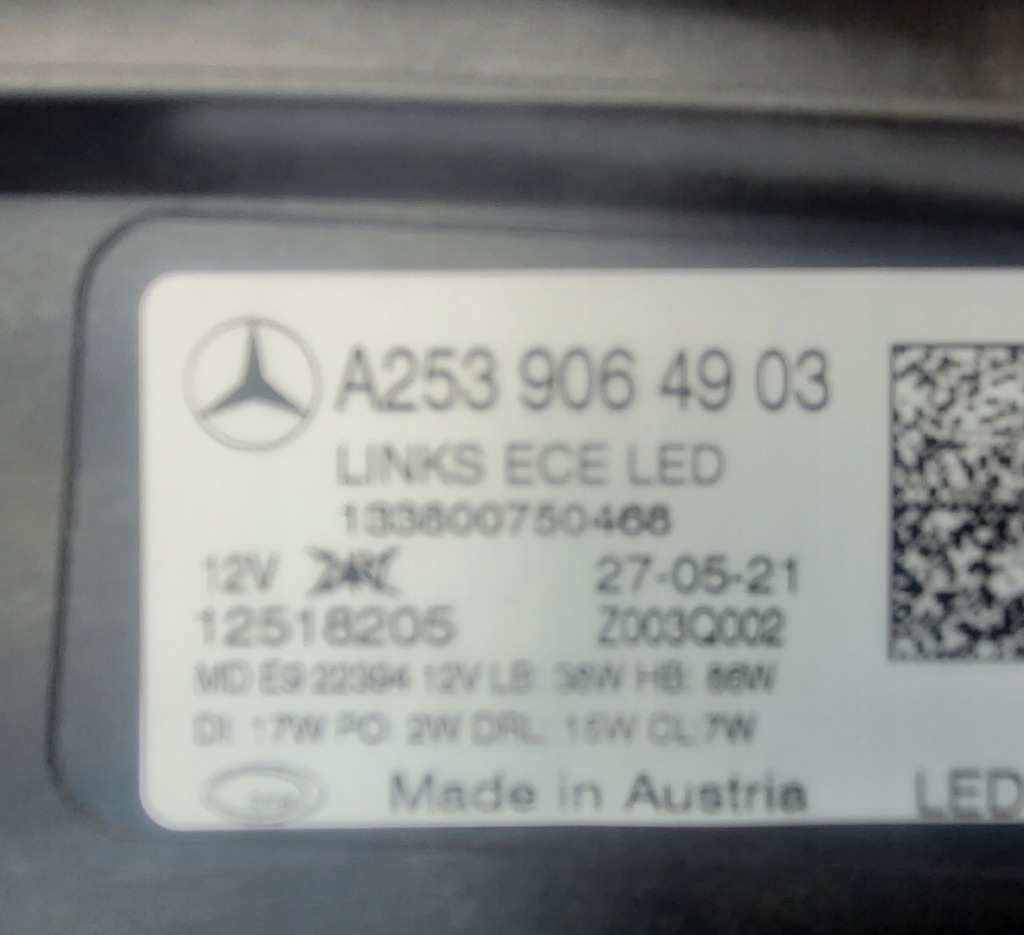 A253 906 49 03
LINKS ECE LED
133800750468
12V 27-05-21
12518205 Z003Q002
MD E9 22394 12V LB: 38W HB: 66W
DI: 17W PO: 2W DRL: 15W CL:7W
Made in Austria LED